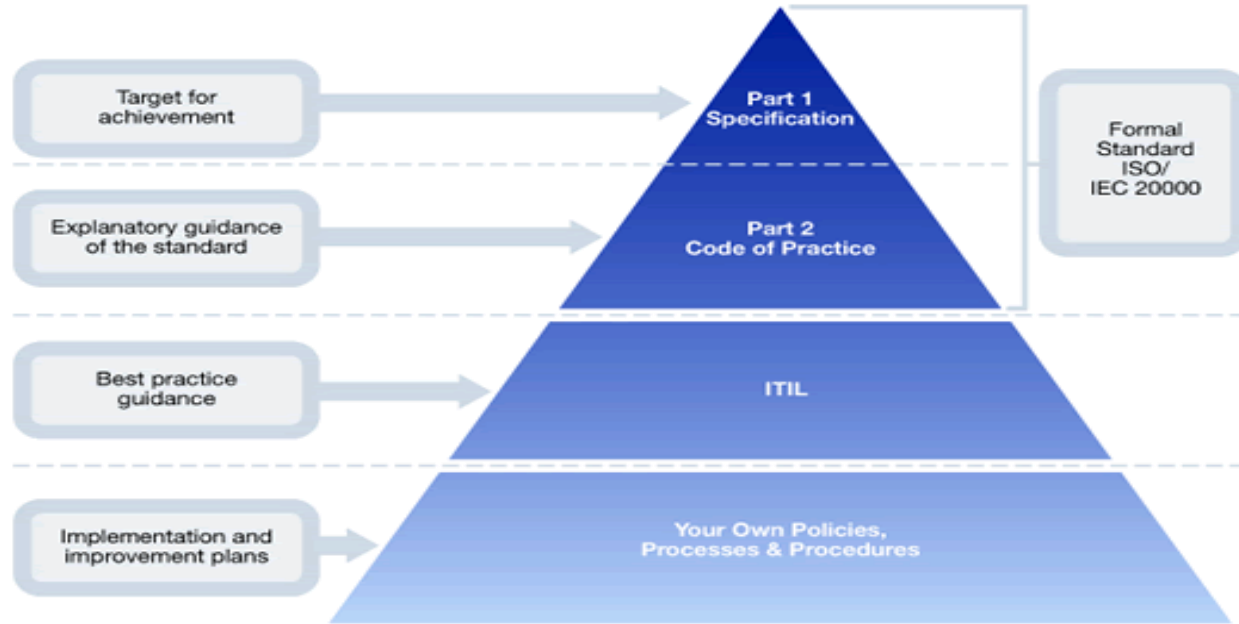 Target for
achievement
Part 1
Specification
Formal
Standard
ISO/
IEC 20000
Explanatory guidance
of the standard
Part 2
Code of Practice
Best practice
guidance
ITIL
Implementation and
improvement plans
Your Own Policies,
Processes & Procedures